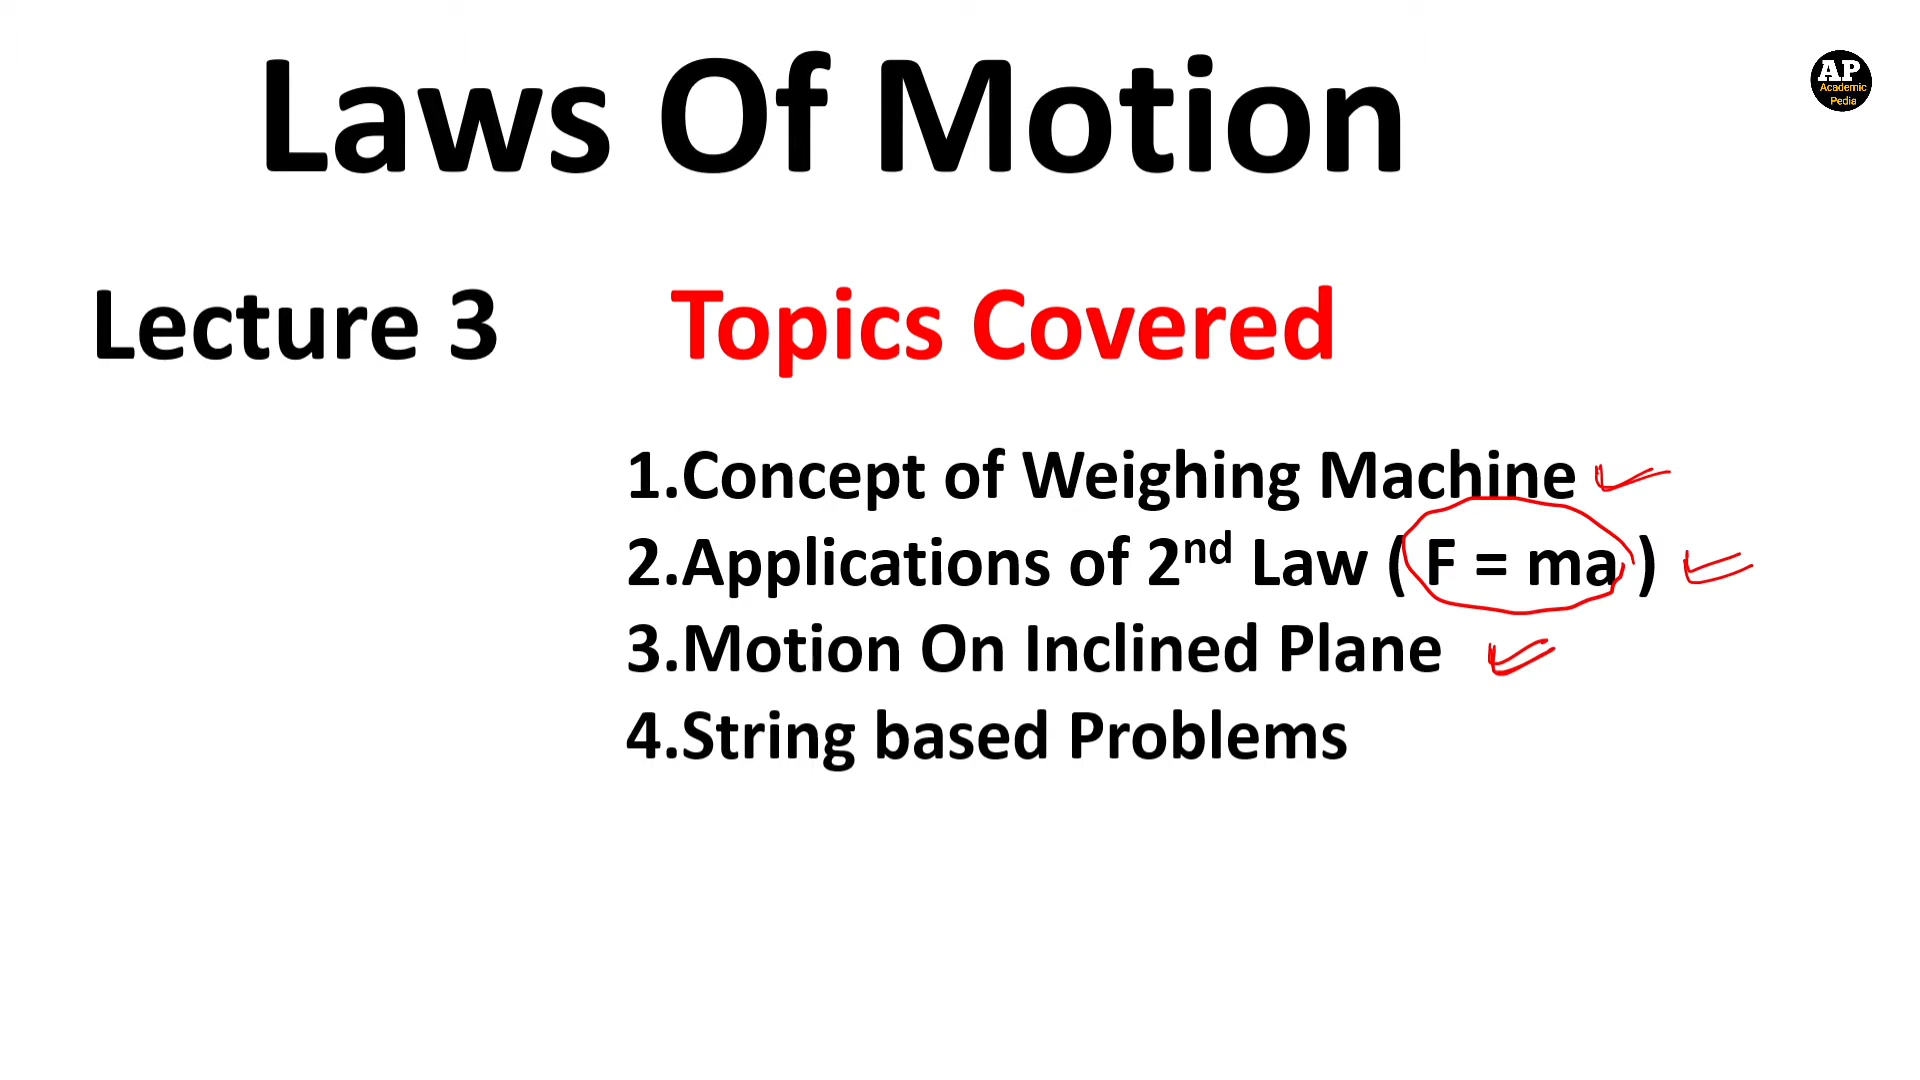 Laws Of Motion
AP
Academic
Pedia
Lecture 3
Topics Covered
1.Concept of Weighing Machine
2.Applications of 2nd Law ( F = ma )
3.Motion On Inclined Plane
4.String based Problems